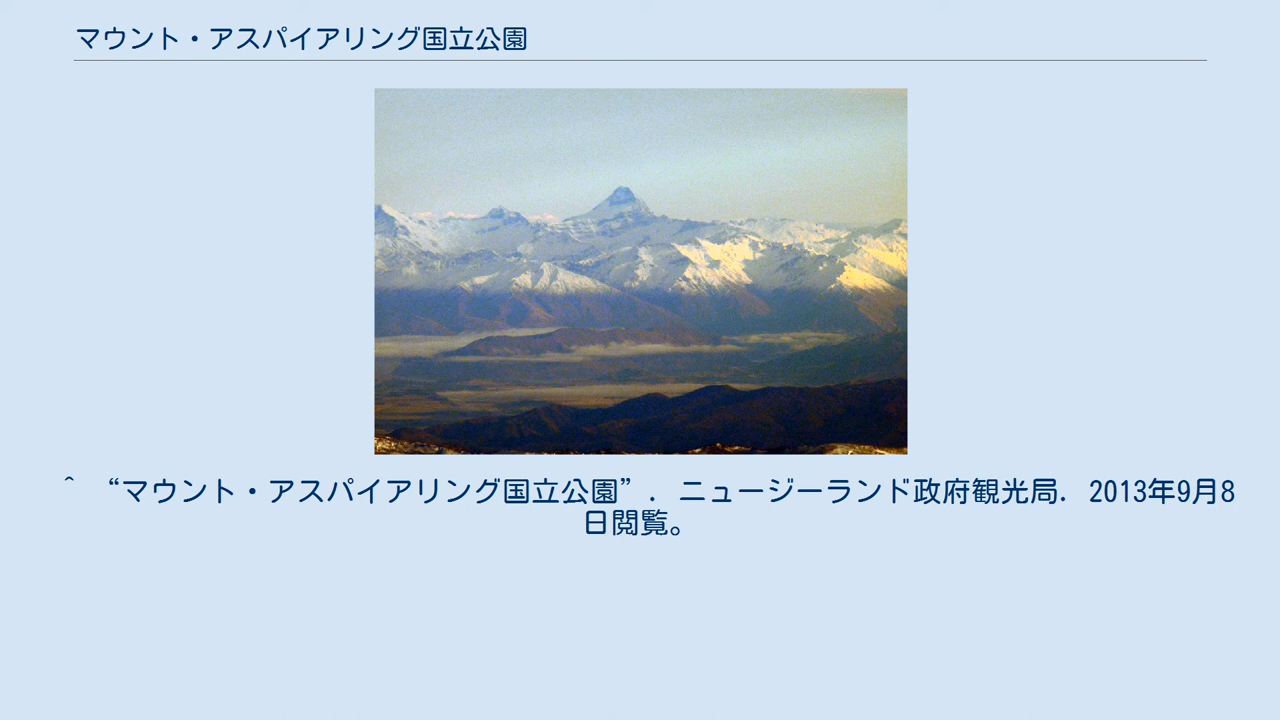 マウント・アスパイアリング国立公園
^ “マウント・アスパイアリング国立公園”. ニュージーランド政府観光局. 2013年9月8
日閲覧。